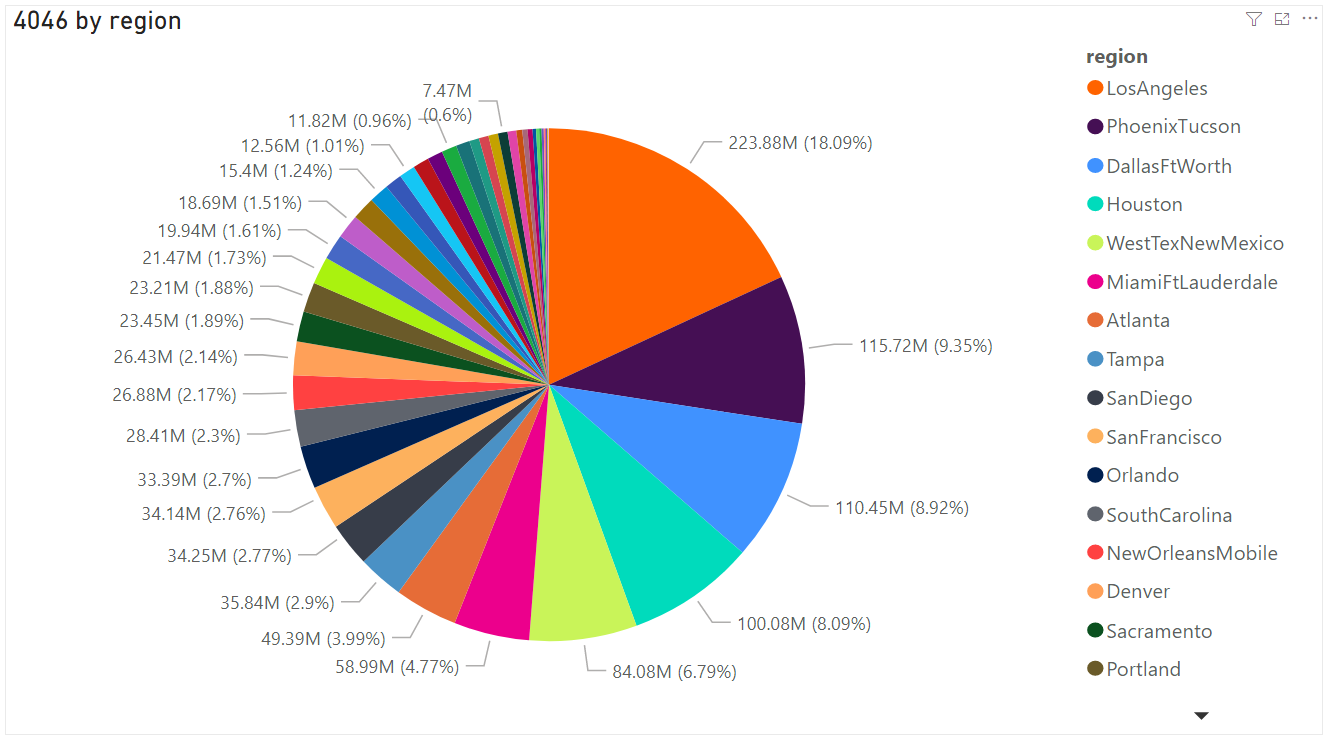 4046 by region
region
LosAngeles
PhoenixTucson
DallasFtWorth
Houston
WestTexNewMexico
MiamiFtLauderdale
Atlanta
Tampa
SanDiego
SanFrancisco
Orlando
SouthCarolina
NewOrleansMobile
Denver
Sacramento
Portland
223.88M (18.09%)
115.72M (9.35%)
110.45M (8.92%)
100.08M (8.09%)
84.08M (6.79%)
58.99M (4.77%)
49.39M (3.99%)
35.84M (2.9%)
34.25M (2.77%)
34.14M (2.76%)
33.39M (2.7%)
28.41M (2.3%)
26.88M (2.17%)
26.43M (2.14%)
23.45M (1.89%)
23.21M (1.88%)
21.47M (1.73%)
19.94M (1.61%)
18.69M (1.51%)
15.4M (1.24%)
12.56M (1.01%)
11.82M (0.96%)
7.47M
(0.6%)